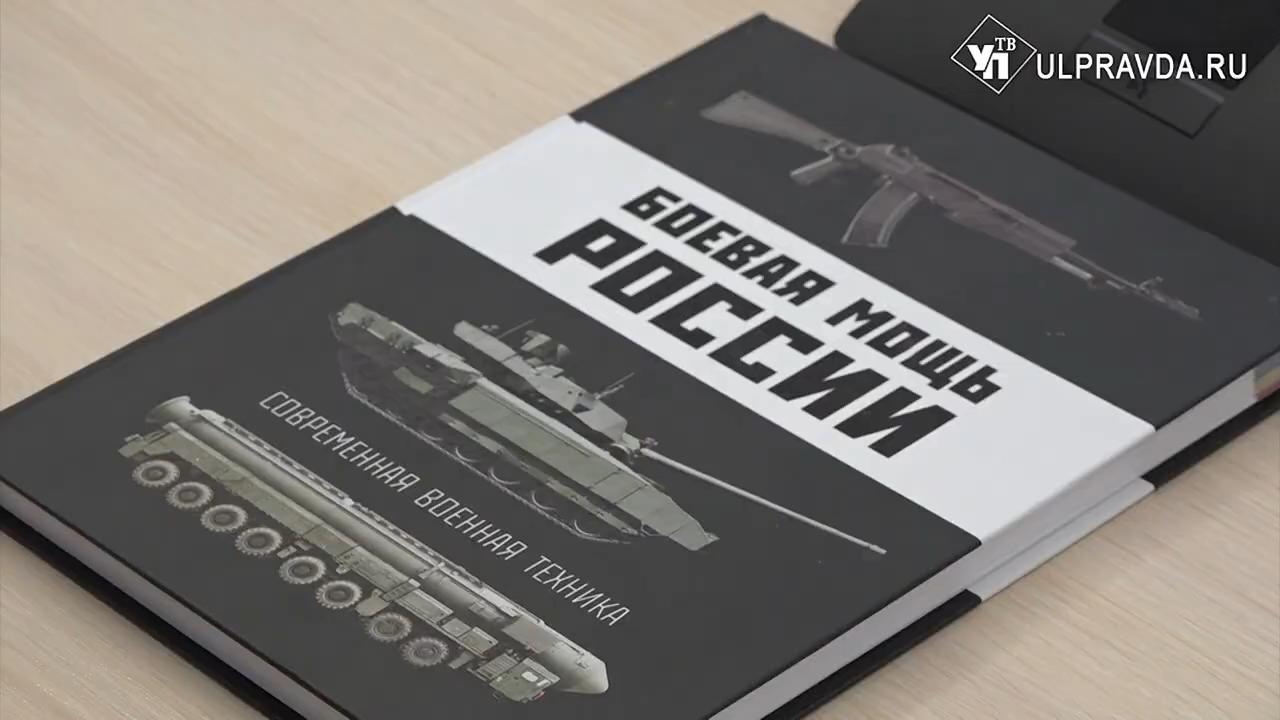 УП ТВ
ULPRAVDA.RU
БОЕВАЯ МОЩЬ
РОССИИ
СОВРЕМЕННАЯ ВОЕННАЯ ТЕХНИКА